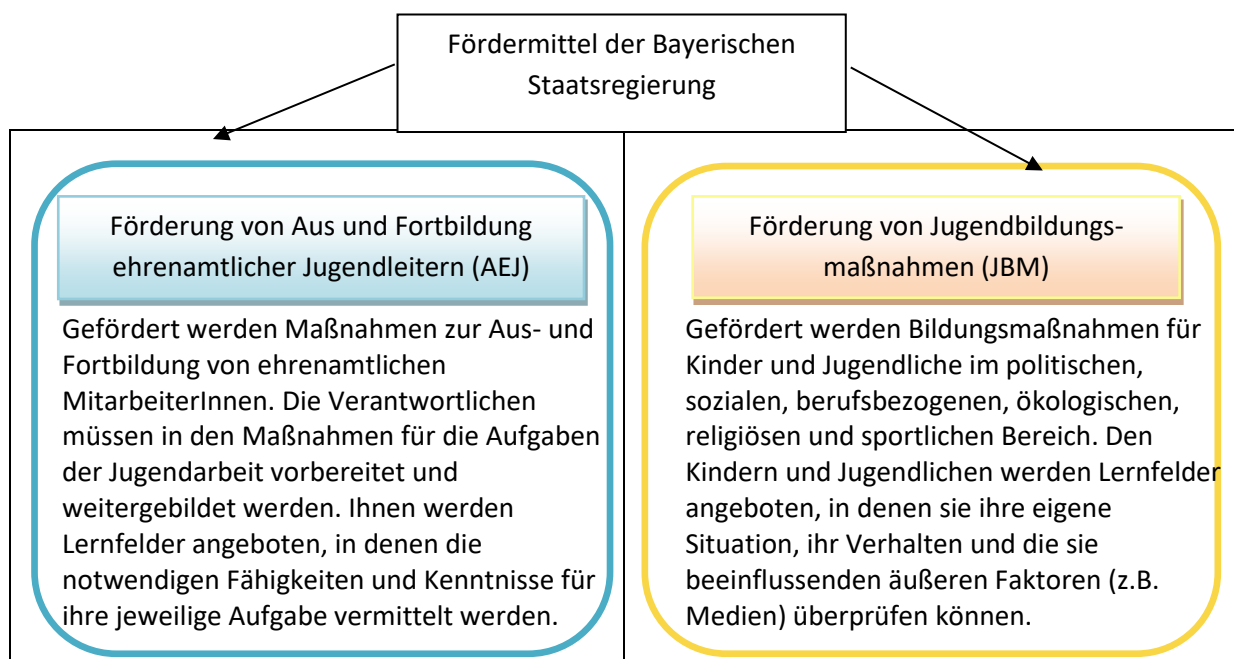 Fördermittel der Bayerischen
Staatsregierung
Förderung von Aus und Fortbildung
ehrenamtlicher Jugendleitern (AEJ)
Gefördert werden Maßnahmen zur Aus- und
Fortbildung von ehrenamtlichen
MitarbeiterInnen. Die Verantwortlichen
müssen in den Maßnahmen für die Aufgaben
der Jugendarbeit vorbereitet und
weitergebildet werden. Ihnen werden
Lernfelder angeboten, in denen die
notwendigen Fähigkeiten und Kenntnisse für
ihre jeweilige Aufgabe vermittelt werden.
Förderung von Jugendbildungs-
maßnahmen (JBM)
Gefördert werden Bildungsmaßnahmen für
Kinder und Jugendliche im politischen,
sozialen, berufsbezogenen, ökologischen,
religiösen und sportlichen Bereich. Den
Kindern und Jugendlichen werden Lernfelder
angeboten, in denen sie ihre eigene
Situation, ihr Verhalten und die sie
beeinflussenden äußeren Faktoren (z.B.
Medien) überprüfen können.